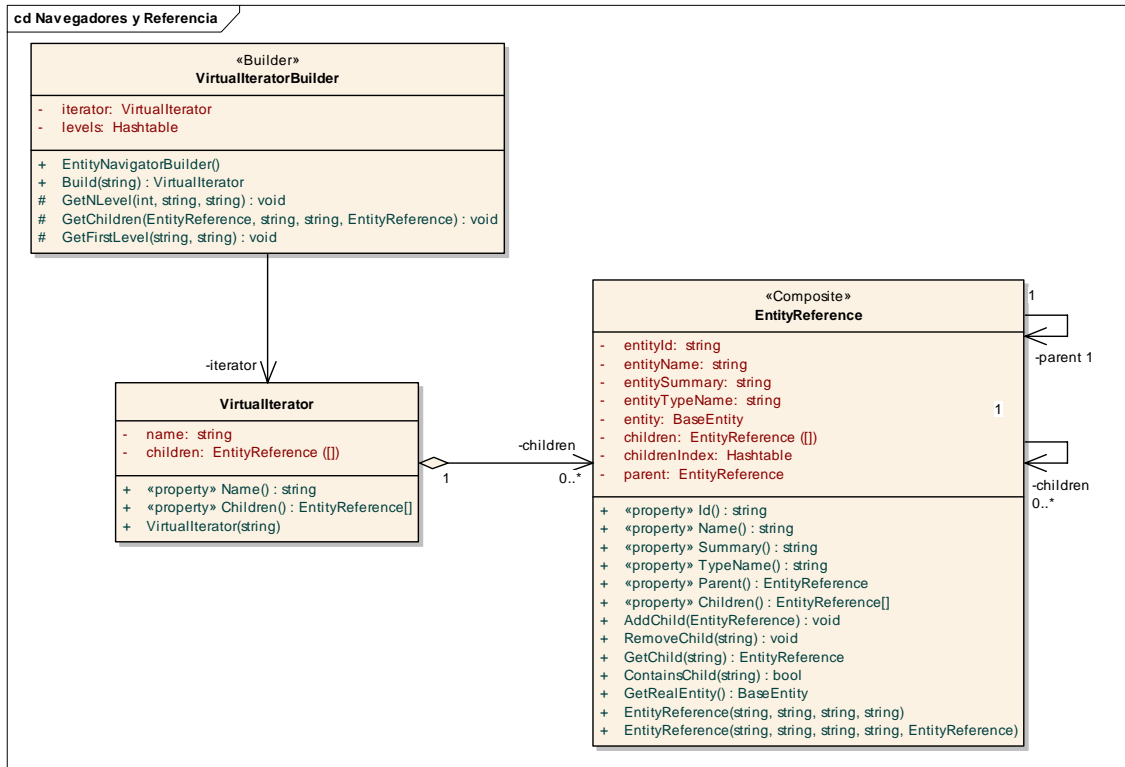 cd Navegadores y Referencia
«Builder»
VirtualIteratorBuilder
- iterator: VirtualIterator
- levels: Hashtable
+ EntityNavigatorBuilder()
+ Build(string) : VirtualIterator
# GetNLevel(int, string, string) : void
# GetChildren(EntityReference, string, string, EntityReference) : void
# GetFirstLevel(string, string) : void
-iterator
VirtualIterator
- name: string
- children: EntityReference ([])
+ «property» Name() : string
+ «property» Children() : EntityReference[]
+ VirtualIterator(string)
-children
1
0..*
«Composite»
EntityReference
- entityId: string
- entityName: string
- entitySummary: string
- entityTypeName: string
- entity: BaseEntity
- children: EntityReference ([])
- childrenIndex: Hashtable
- parent: EntityReference
+ «property» Id() : string
+ «property» Name() : string
+ «property» Summary() : string
+ «property» TypeName() : string
+ «property» Parent() : EntityReference
+ «property» Children() : EntityReference[]
+ AddChild(EntityReference) : void
+ RemoveChild(string) : void
+ GetChild(string) : EntityReference
+ ContainsChild(string) : bool
+ GetRealEntity() : BaseEntity
+ EntityReference(string, string, string, string)
+ EntityReference(string, string, string, string, EntityReference)
1
-parent 1
1
-children
0..*